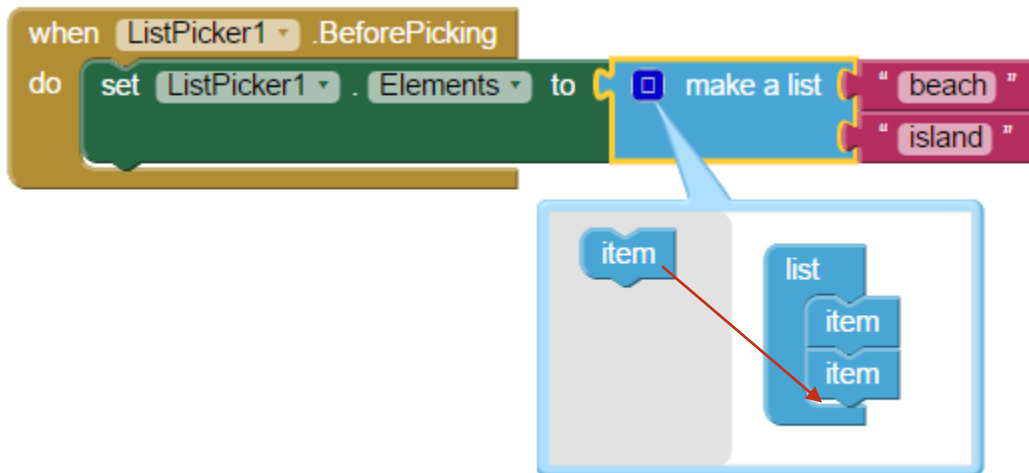 when ListPicker1 .BeforePicking
do set ListPicker1 . Elements to make a list " beach "
" island "
item
list
item
item